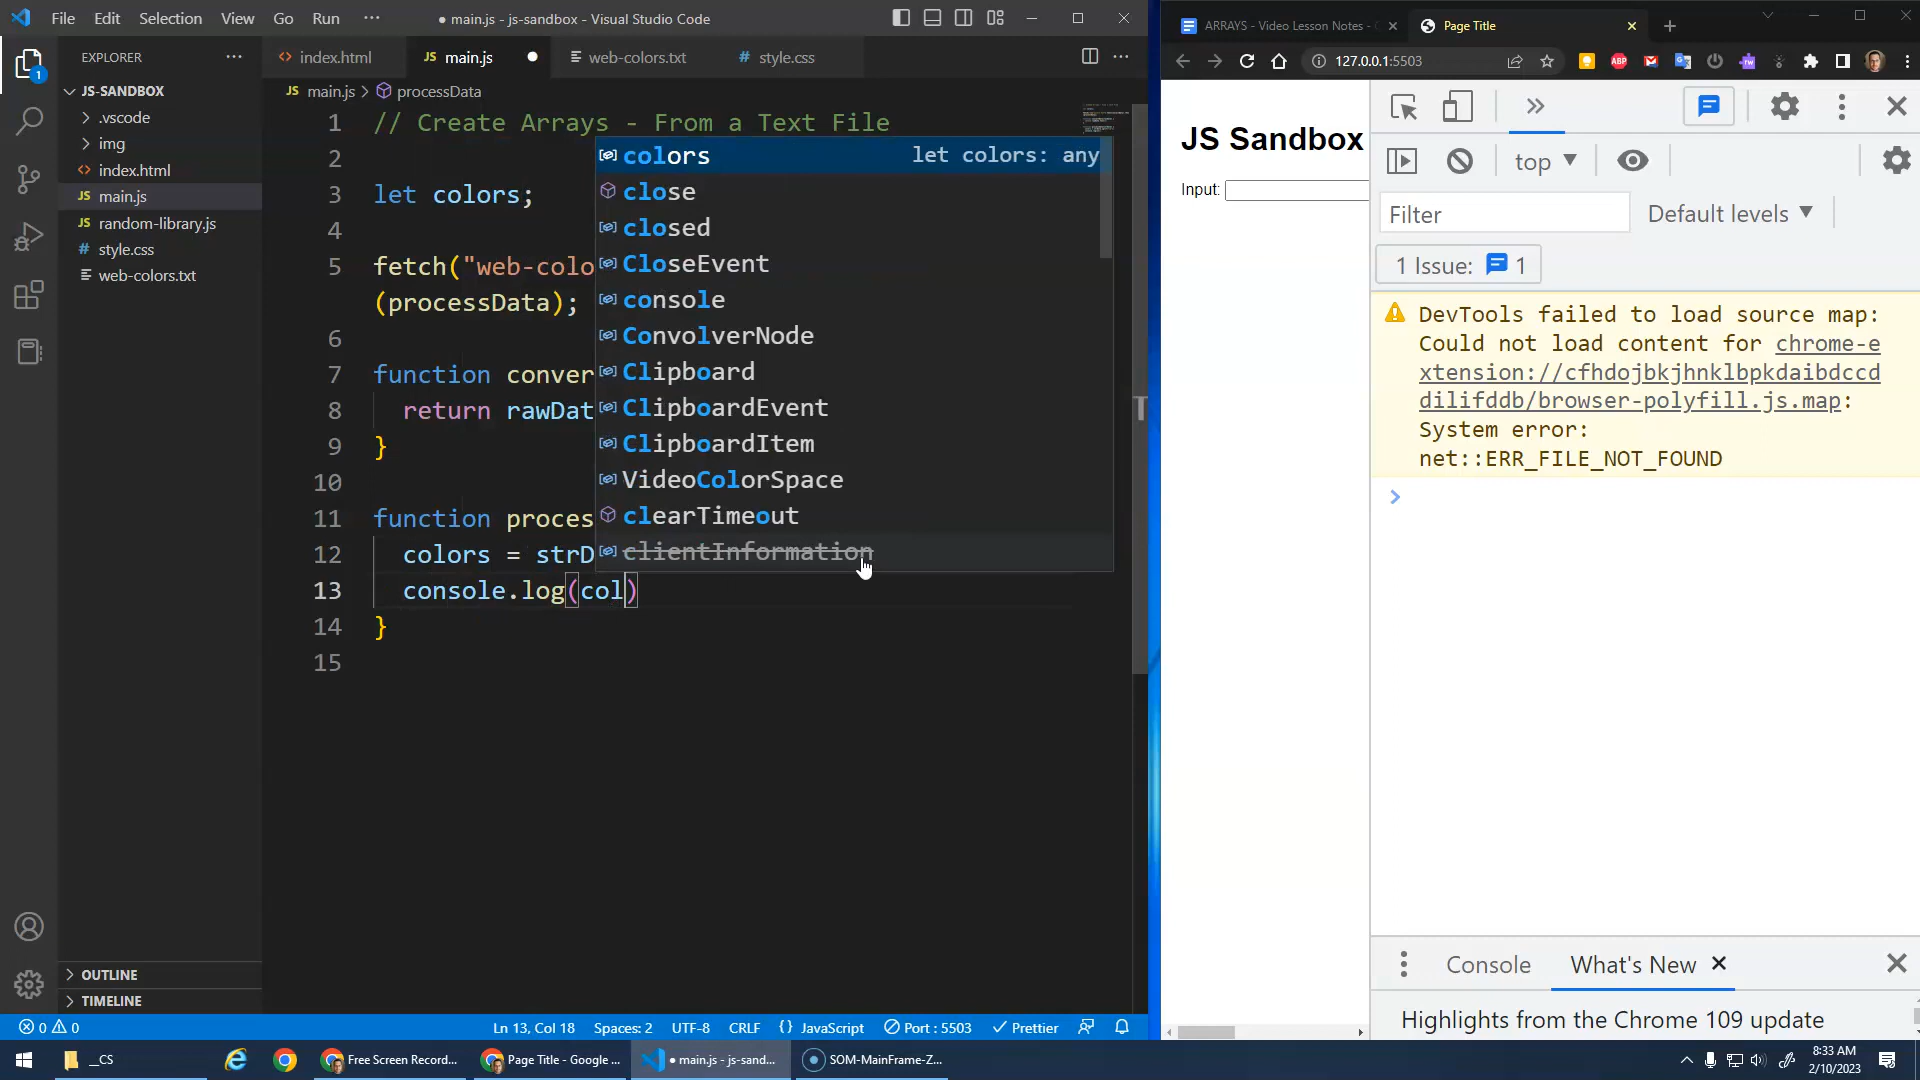 File Edit Selection View Go Run ··· ● main.js - js-sandbox - Visual Studio Code
EXPLORER ···
index.html
JS main.js ●
web-colors.txt
# style.css
JS-SANDBOX
.vscode
img
index.html
JS main.js
JS random-library.js
# style.css
web-colors.txt
OUTLINE
TIMELINE
1
JS main.js > processData
1 // Create Arrays - From a Text File
2
3 let colors;
4
5 fetch("web-colo
(processData);
6
7 function conver
8 return rawDat
9 }
10
11 function proces
12 colors = strD
13 console.log(col)
14 }
15
colors let colors: any
close
closed
CloseEvent
console
ConvolverNode
Clipboard
ClipboardEvent
ClipboardItem
VideoColorSpace
clearTimeout
clientInformation
0 0 Ln 13, Col 18 Spaces: 2 UTF-8 CRLF {} JavaScript Port : 5503 Prettier
ARRAYS - Video Lesson Notes -
Page Title
127.0.0.1:5503
JS Sandbox
Input:
top
Filter
Default levels
1 Issue: 1
DevTools failed to load source map:
Could not load content for chrome-e
xtension://cfhdojbkjhnklbpkdaibdccd
dilifddb/browser-polyfill.js.map:
System error:
net::ERR_FILE_NOT_FOUND
>
Console What's New
Highlights from the Chrome 109 update
__CS
Free Screen Record...
Page Title - Google ...
● main.js - js-sand...
SOM-MainFrame-Z...
8:33 AM
2/10/2023